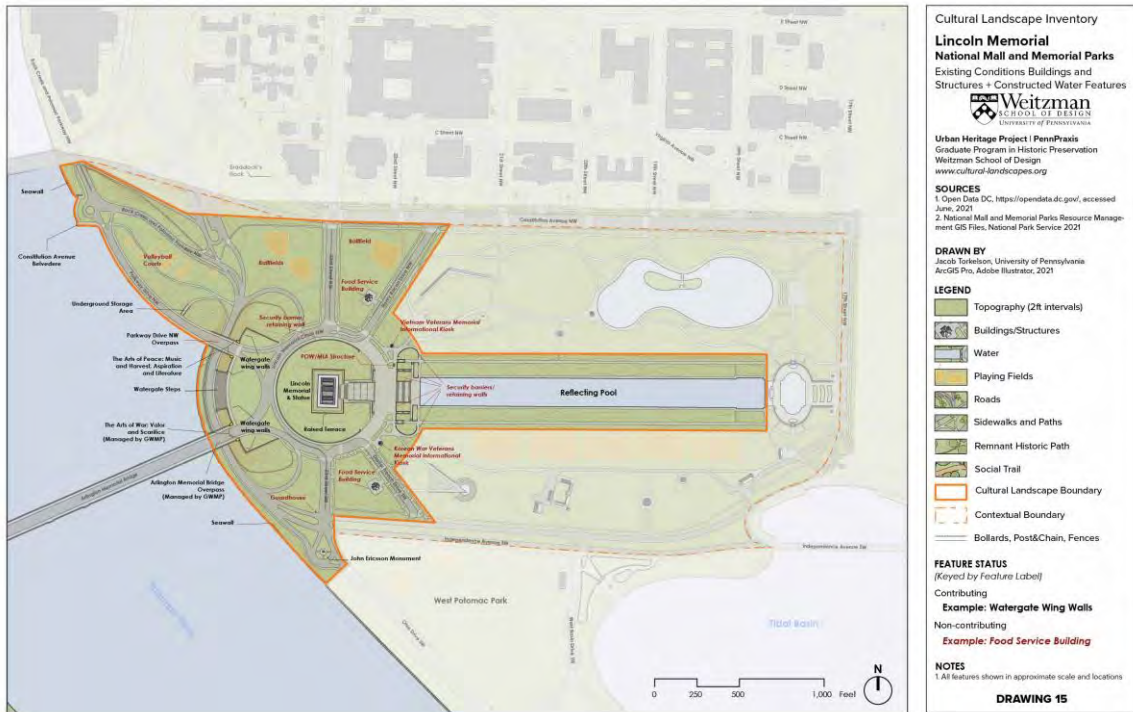 Cultural Landscape Inventory
Lincoln Memorial
National Mall and Memorial Parks
Existing Conditions Buildings and
Structures + Constructed Water Features
Weitzman
SCHOOL OF DESIGN
UNIVERSITY OF PENNSYLVANIA
Urban Heritage Project | PennPraxis
Graduate Program in Historic Preservation
Weitzman School of Design
www.cultural-landscapes.org
SOURCES
1. Open Data DC, https://opendata.dc.gov/, accessed
June, 2021
2. National Mall and Memorial Parks Resource Manage-
ment GIS Files, National Park Service 2021
DRAWN BY
Jacob Torkelson, University of Pennsylvania
ArcGIS Pro, Adobe Illustrator, 2021
LEGEND
Topography (2ft intervals)
Buildings/Structures
Water
Playing Fields
Roads
Sidewalks and Paths
Remnant Historic Path
Social Trail
Cultural Landscape Boundary
Contextual Boundary
Bollards, Post&Chain, Fences
FEATURE STATUS
(Keyed by Feature Label)
Contributing
Example: Watergate Wing Walls
Non-contributing
Example: Food Service Building
NOTES
1. All features shown in approximate scale and locations
DRAWING 15
C Street NW
C Street NW
Constitution Avenue NW
Seawall
Constitution Avenue
Belvedere
Volleyball
Courts
Ballfields
Ballfield
Food Service
Building
Underground Storage
Area
Security barrier/
retaining wall
Vietnam Veterans Memorial
Informational Kiosk
Parkway Drive NW
Overpass
The Arts of Peace: Music
and Harvest, Aspiration
and Literature
Watergate
wing walls
POW/MIA Structure
Watergate Steps
Lincoln
Memorial
& Statue
Security barriers/
retaining walls
Reflecting Pool
The Arts of War: Valor
and Sacrifice
(Managed by GWMP)
Watergate
wing walls
Raised Terrace
Korean War Veterans
Memorial Informational
Kiosk
Arlington Memorial Bridge
Arlington Memorial Bridge
Overpass
(Managed by GWMP)
Food Service
Building
Guardhouse
Seawall
John Ericsson Monument
Independence Avenue SW
Independence Avenue SW
West Potomac Park
Tidal Basin
Ohio Drive SW
N
0 250 500 1,000 Feet